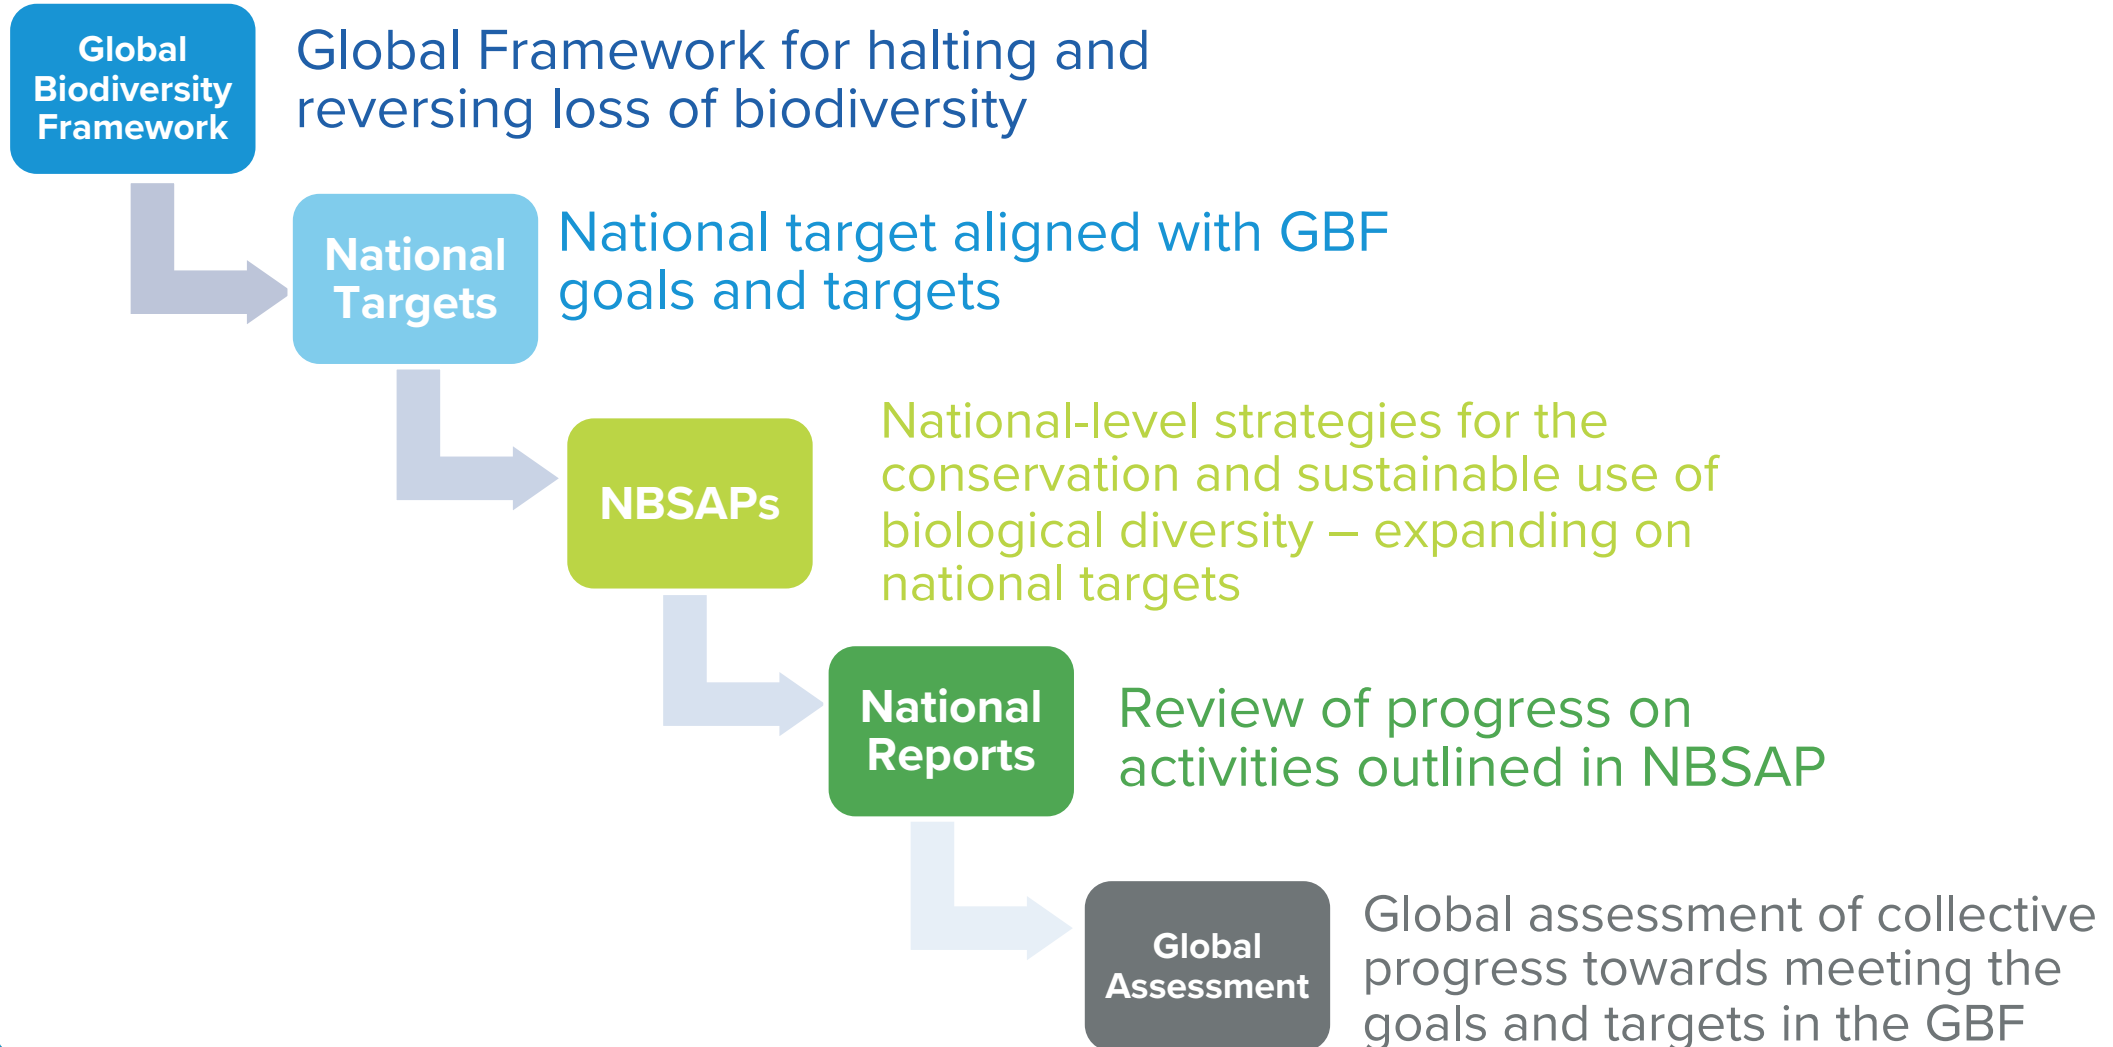 Global
Biodiversity
Framework
Global Framework for halting and
reversing loss of biodiversity
National
Targets
National target aligned with GBF
goals and targets
NBSAPs
National-level strategies for the
conservation and sustainable use of
biological diversity – expanding on
national targets
National
Reports
Review of progress on
activities outlined in NBSAP
Global
Assessment
Global assessment of collective
progress towards meeting the
goals and targets in the GBF